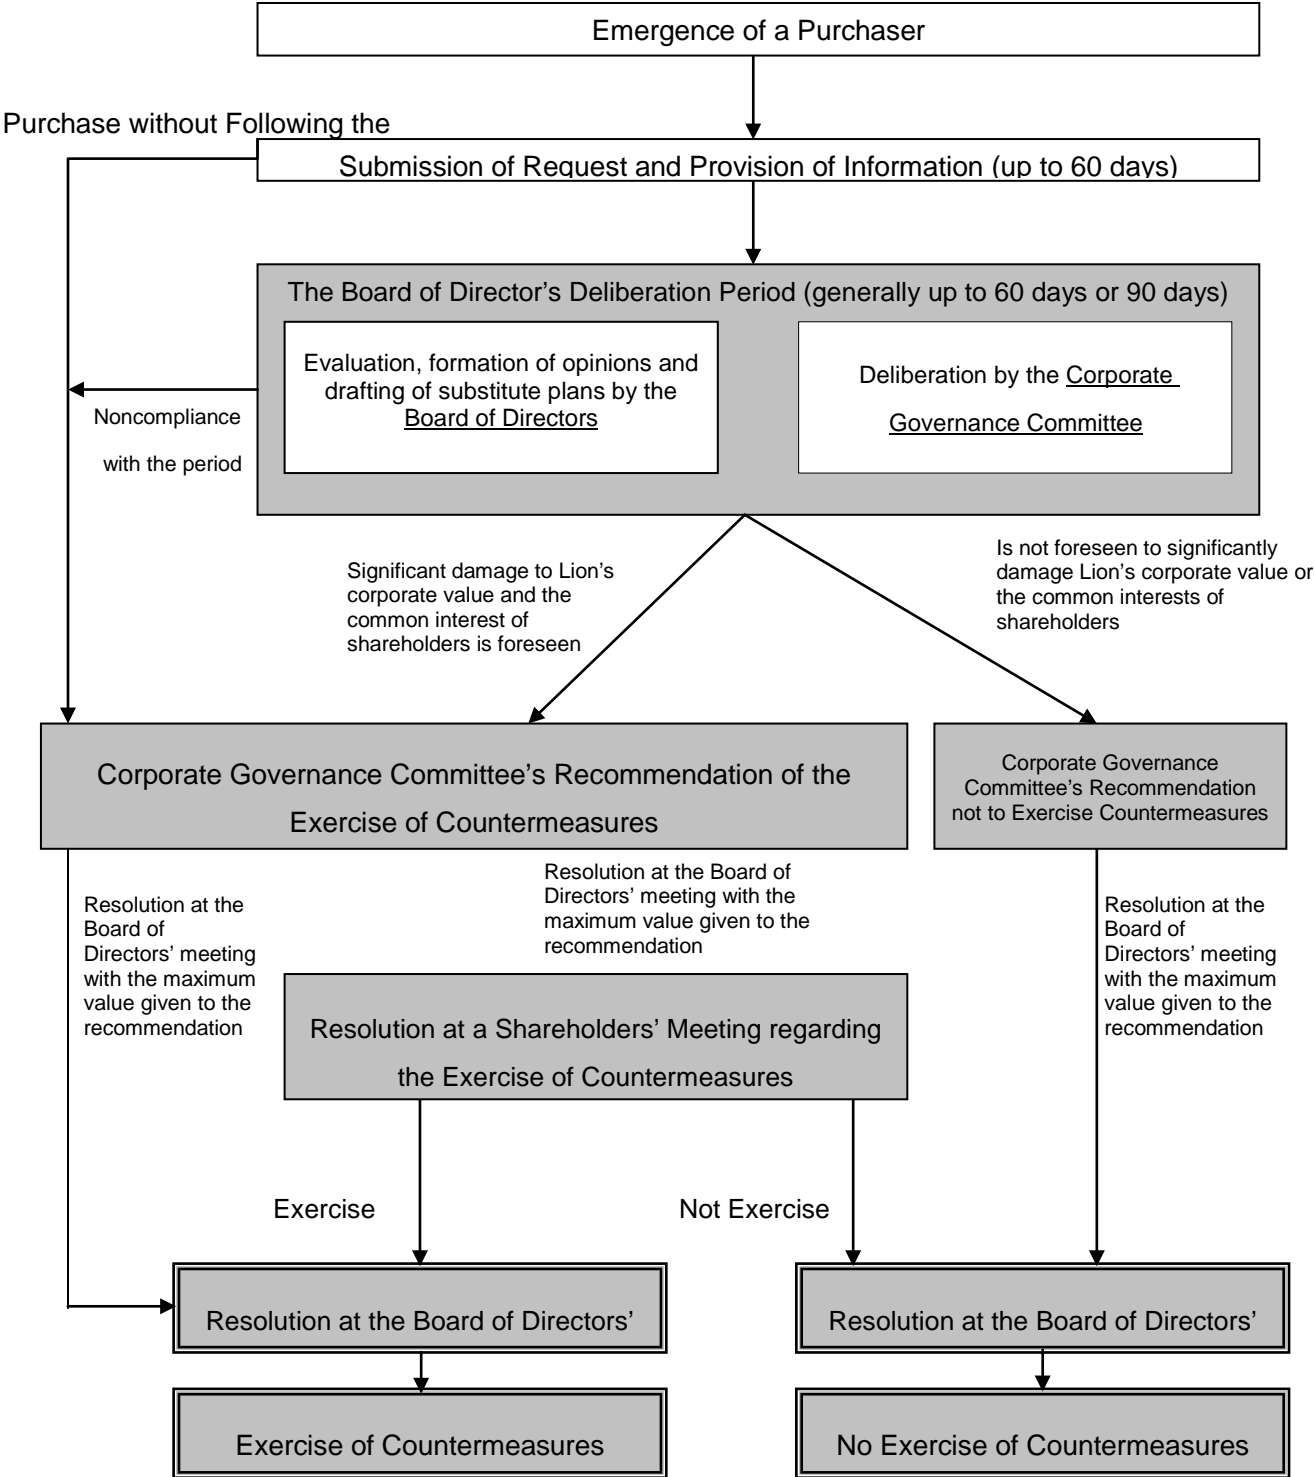 Emergence of a Purchaser
Purchase without Following the
Submission of Request and Provision of Information (up to 60 days)
The Board of Director’s Deliberation Period (generally up to 60 days or 90 days)
Evaluation, formation of opinions and
drafting of substitute plans by the
Board of Directors
Deliberation by the Corporate
Governance Committee
Noncompliance
with the period
Significant damage to Lion’s
corporate value and the
common interest of
shareholders is foreseen
Is not foreseen to significantly
damage Lion’s corporate value or
the common interests of
shareholders
Corporate Governance Committee’s Recommendation of the
Exercise of Countermeasures
Corporate Governance
Committee’s Recommendation
not to Exercise Countermeasures
Resolution at the
Board of
Directors’ meeting
with the maximum
value given to the
recommendation
Resolution at the Board of
Directors’ meeting with the
maximum value given to the
recommendation
Resolution at the
Board of
Directors’ meeting
with the maximum
value given to the
recommendation
Resolution at a Shareholders’ Meeting regarding
the Exercise of Countermeasures
Exercise
Not Exercise
Resolution at the Board of Directors’
Resolution at the Board of Directors’
Exercise of Countermeasures
No Exercise of Countermeasures